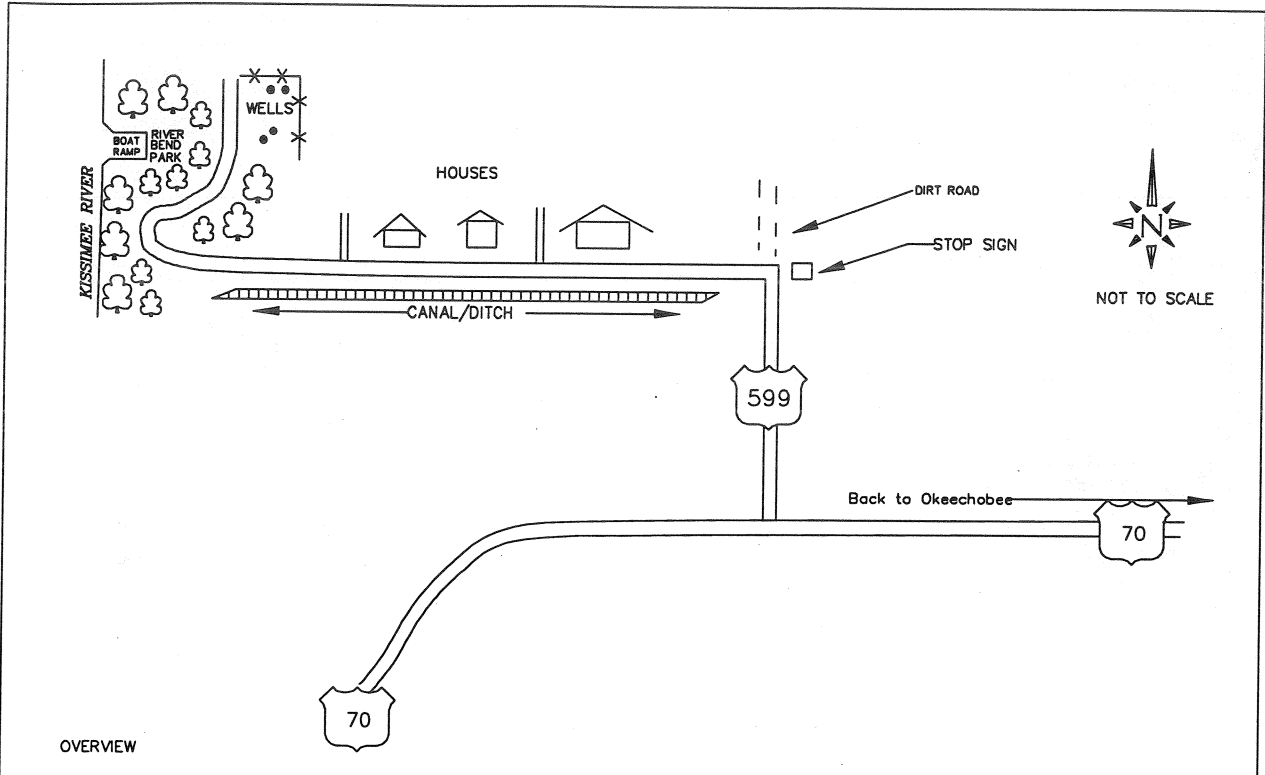 WELLS
BOAT
RAMP
RIVER
BEND
PARK
KISSIMEE RIVER
HOUSES
DIRT ROAD
STOP SIGN
N
NOT TO SCALE
CANAL/DITCH
599
Back to Okeechobee
70
70
OVERVIEW